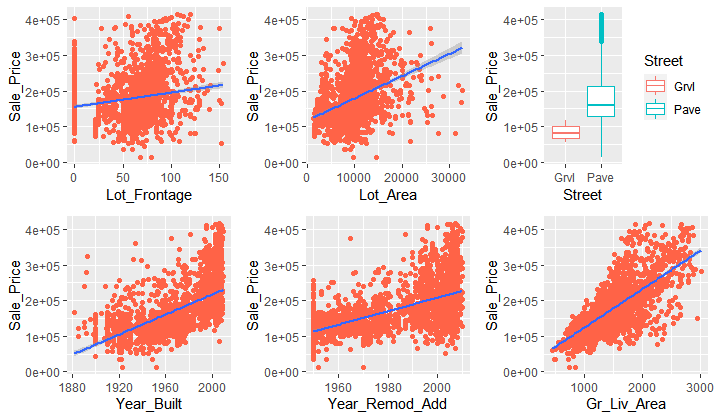 Sale_Price
4e+05
3e+05
2e+05
1e+05
0e+00
0 50 100 150
Lot_Frontage
Sale_Price
4e+05
3e+05
2e+05
1e+05
0e+00
0 10000 20000 30000
Lot_Area
Sale_Price
4e+05
3e+05
2e+05
1e+05
0e+00
Grvl Pave
Street
Street
Grvl
Pave
Sale_Price
4e+05
3e+05
2e+05
1e+05
0e+00
1880 1920 1960 2000
Year_Built
Sale_Price
4e+05
3e+05
2e+05
1e+05
0e+00
1960 1980 2000
Year_Remod_Add
Sale_Price
4e+05
3e+05
2e+05
1e+05
0e+00
1000 2000 3000
Gr_Liv_Area